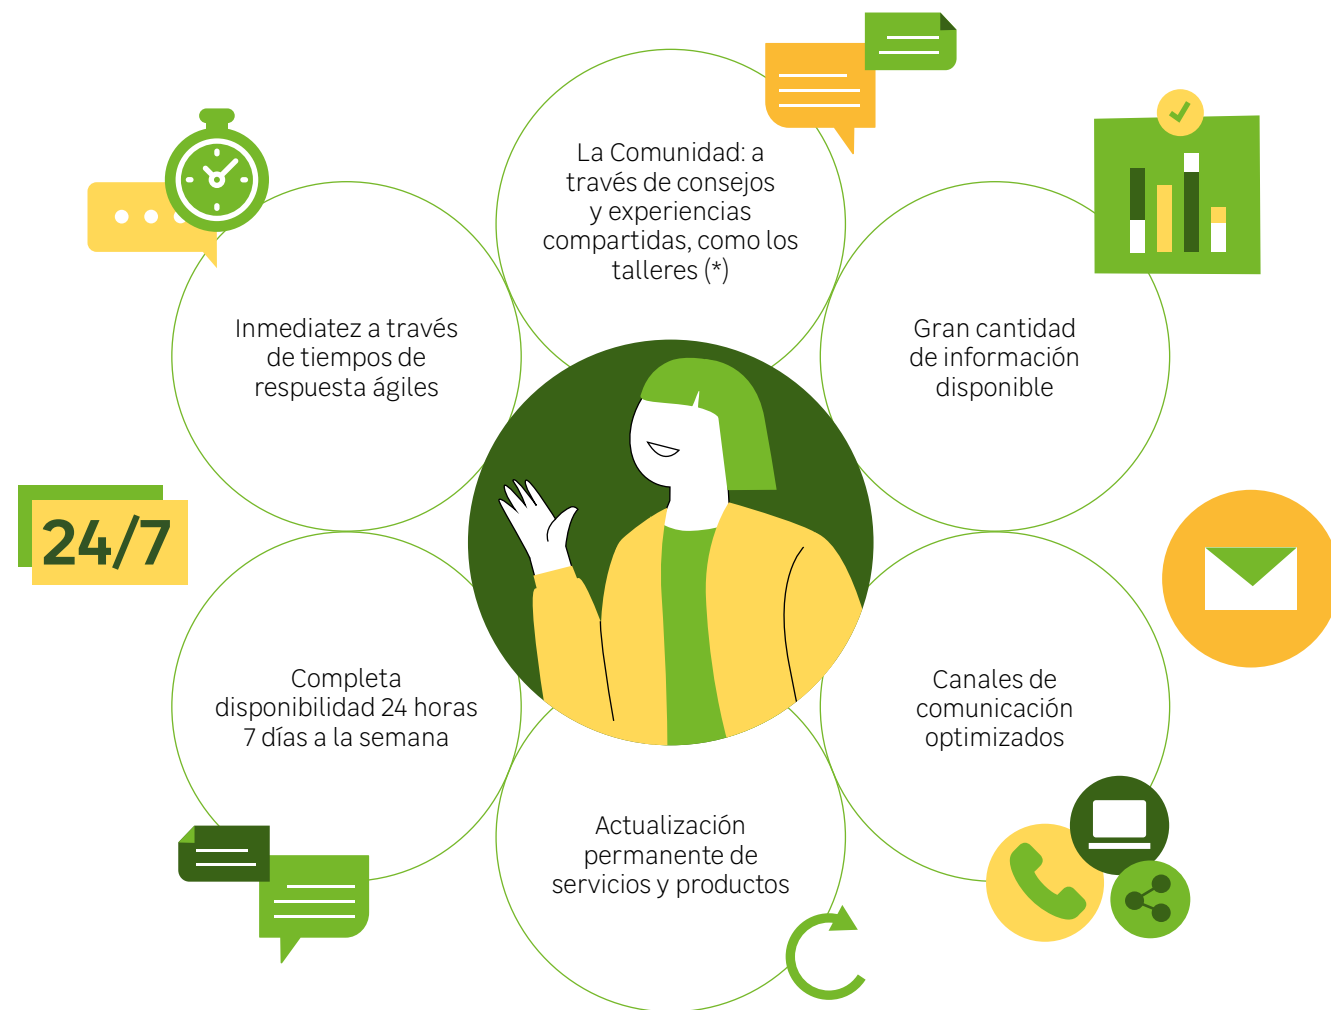 La Comunidad: a
través de consejos
y experiencias
compartidas, como los
talleres (*)
Inmediatez a través
de tiempos de
respuesta ágiles
Gran cantidad
de información
disponible
24/7
Completa
disponibilidad 24 horas
7 días a la semana
Canales de
comunicación
optimizados
Actualización
permanente de
servicios y productos